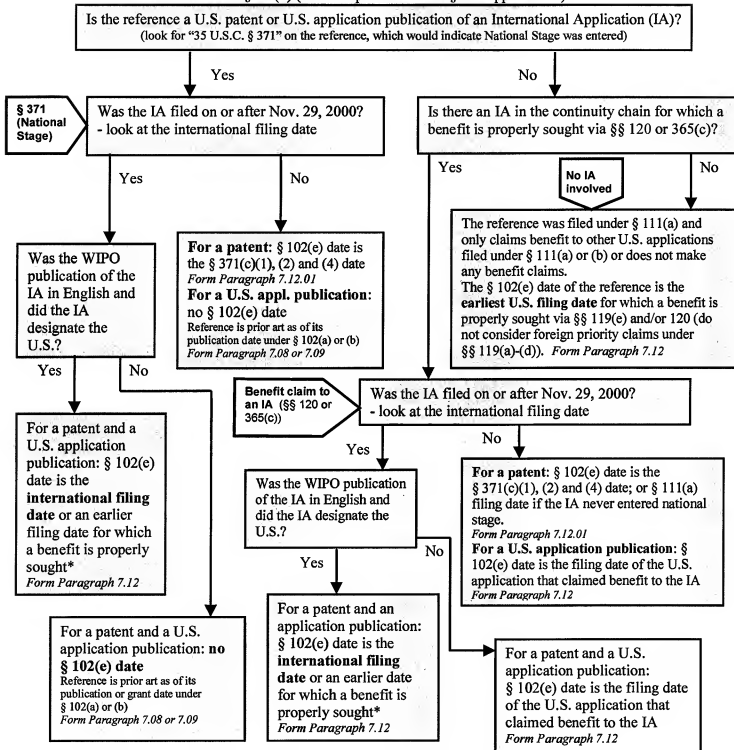 Is the reference a U.S. patent or U.S. application publication of an International Application (IA)?
(look for “35 U.S.C. § 371” on the reference, which would indicate National Stage was entered)
Yes
No
§ 371
(National
Stage)
Was the IA filed on or after Nov. 29, 2000?
- look at the international filing date
Is there an IA in the continuity chain for which a
benefit is properly sought via §§ 120 or 365(c)?
Yes
No
Yes
No
No IA
involved
Was the WIPO
publication of the
IA in English and
did the IA
designate the
U.S.?
For a patent: § 102(e) date is
the § 371(c)(1), (2) and (4) date
Form Paragraph 7.12.01
For a U.S. appl. publication:
no § 102(e) date
Reference is prior art as of its
publication date under § 102(a) or (b)
Form Paragraph 7.08 or 7.09
The reference was filed under § 111(a) and
only claims benefit to other U.S. applications
filed under § 111(a) or (b) or does not make
any benefit claims.
The § 102(e) date of the reference is the
earliest U.S. filing date for which a benefit is
properly sought via §§ 119(e) and/or 120 (do
not consider foreign priority claims under
§§ 119(a)-(d)). Form Paragraph 7.12
Yes
No
Benefit claim to
an IA (§§ 120 or
365(c))
Was the IA filed on or after Nov. 29, 2000?
- look at the international filing date
Yes
No
For a patent and a
U.S. application
publication: § 102(e)
date is the
international filing
date or an earlier
filing date for which
a benefit is properly
sought*
Form Paragraph 7.12
Was the WIPO publication
of the IA in English and
did the IA designate the
U.S.?
For a patent: § 102(e) date is the
§ 371(c)(1), (2) and (4) date; or § 111(a)
filing date if the IA never entered national
stage.
Form Paragraph 7.12.01
For a U.S. application publication: §
102(e) date is the filing date of the U.S.
application that claimed benefit to the IA
Form Paragraph 7.12
Yes
No
For a patent and a U.S.
application publication: no
§ 102(e) date
Reference is prior art as of its
publication or grant date under
§ 102(a) or (b)
Form Paragraph 7.08 or 7.09
For a patent and an
application publication:
§ 102(e) date is the
international filing
date or an earlier date
for which a benefit is
properly sought*
Form Paragraph 7.12
For a patent and a U.S.
application publication:
§ 102(e) date is the filing date
of the U.S. application that
claimed benefit to the IA
Form Paragraph 7.12